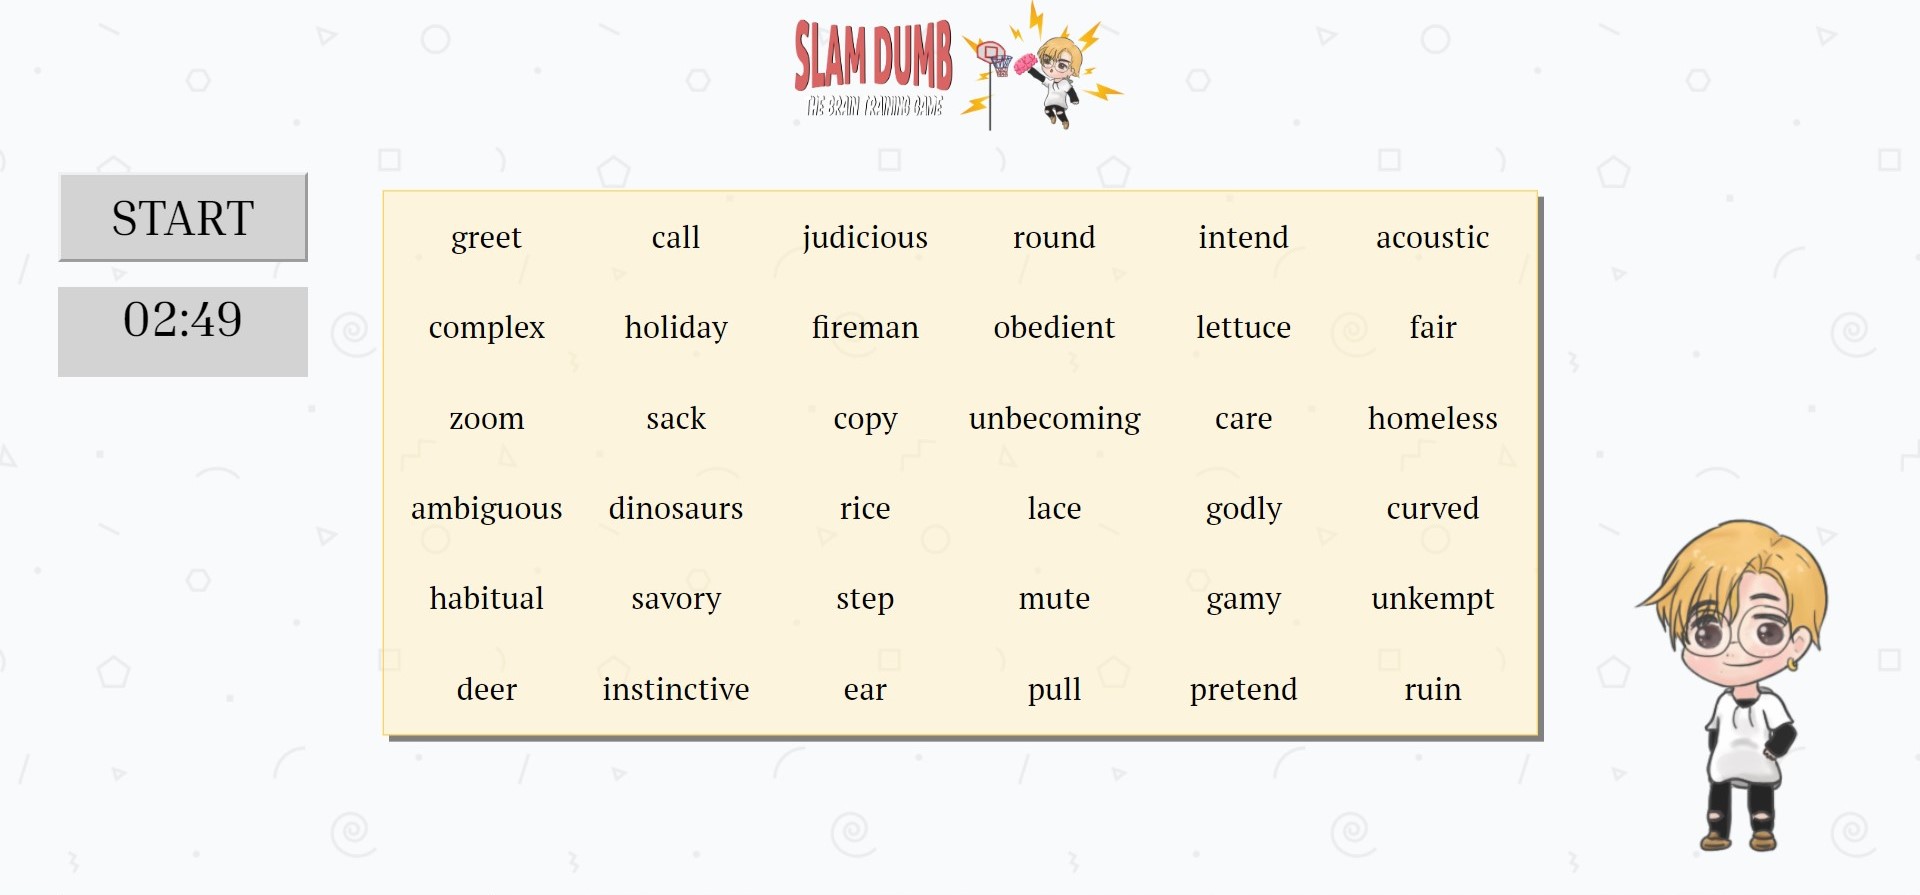 SLAM DUMB
THE BRAIN TRAINING GAME
START
02:49
greet call judicious round intend acoustic
complex holiday fireman obedient lettuce fair
zoom sack copy unbecoming care homeless
ambiguous dinosaurs rice lace godly curved
habitual savory step mute gamy unkempt
deer instinctive ear pull pretend ruin